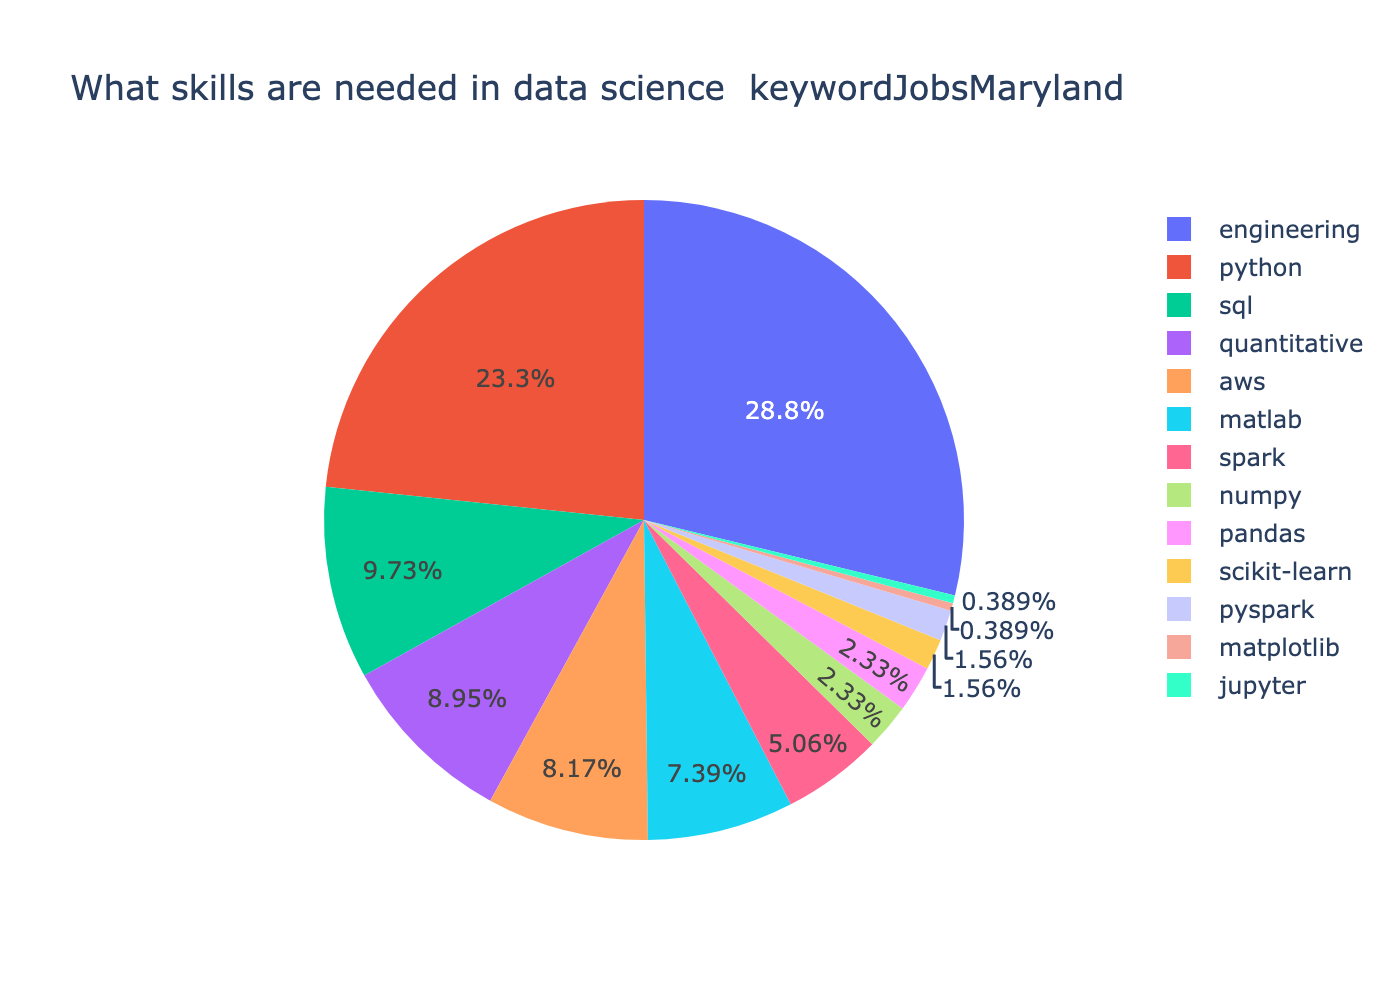 What skills are needed in data science  keywordJobsMaryland
28.8%
23.3%
9.73%
8.95%
8.17%
7.39%
5.06%
2.33%
2.33%
1.56%
1.56%
0.389%
0.389%
engineering
python
sql
quantitative
aws
matlab
spark
numpy
pandas
scikit-learn
pyspark
matplotlib
jupyter